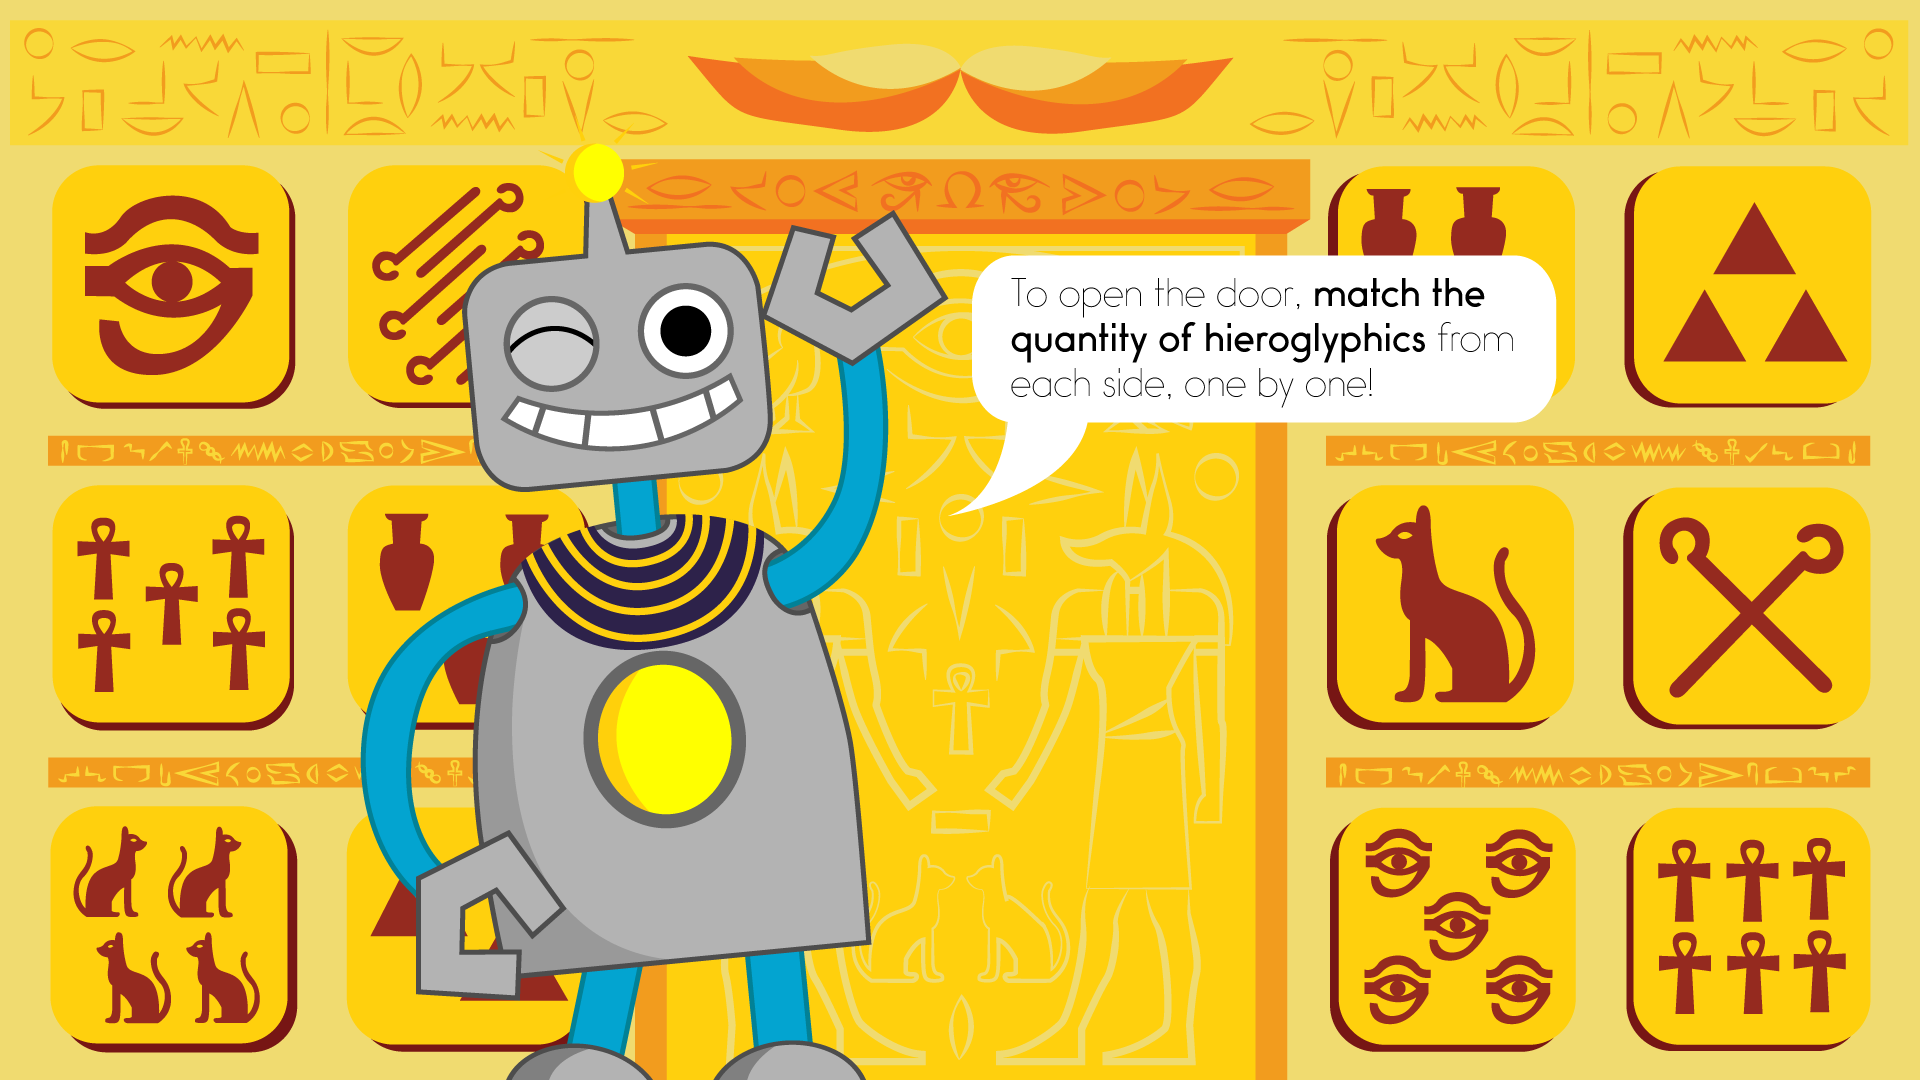 To open the door, match the
quantity of hieroglyphics from
each side, one by one!